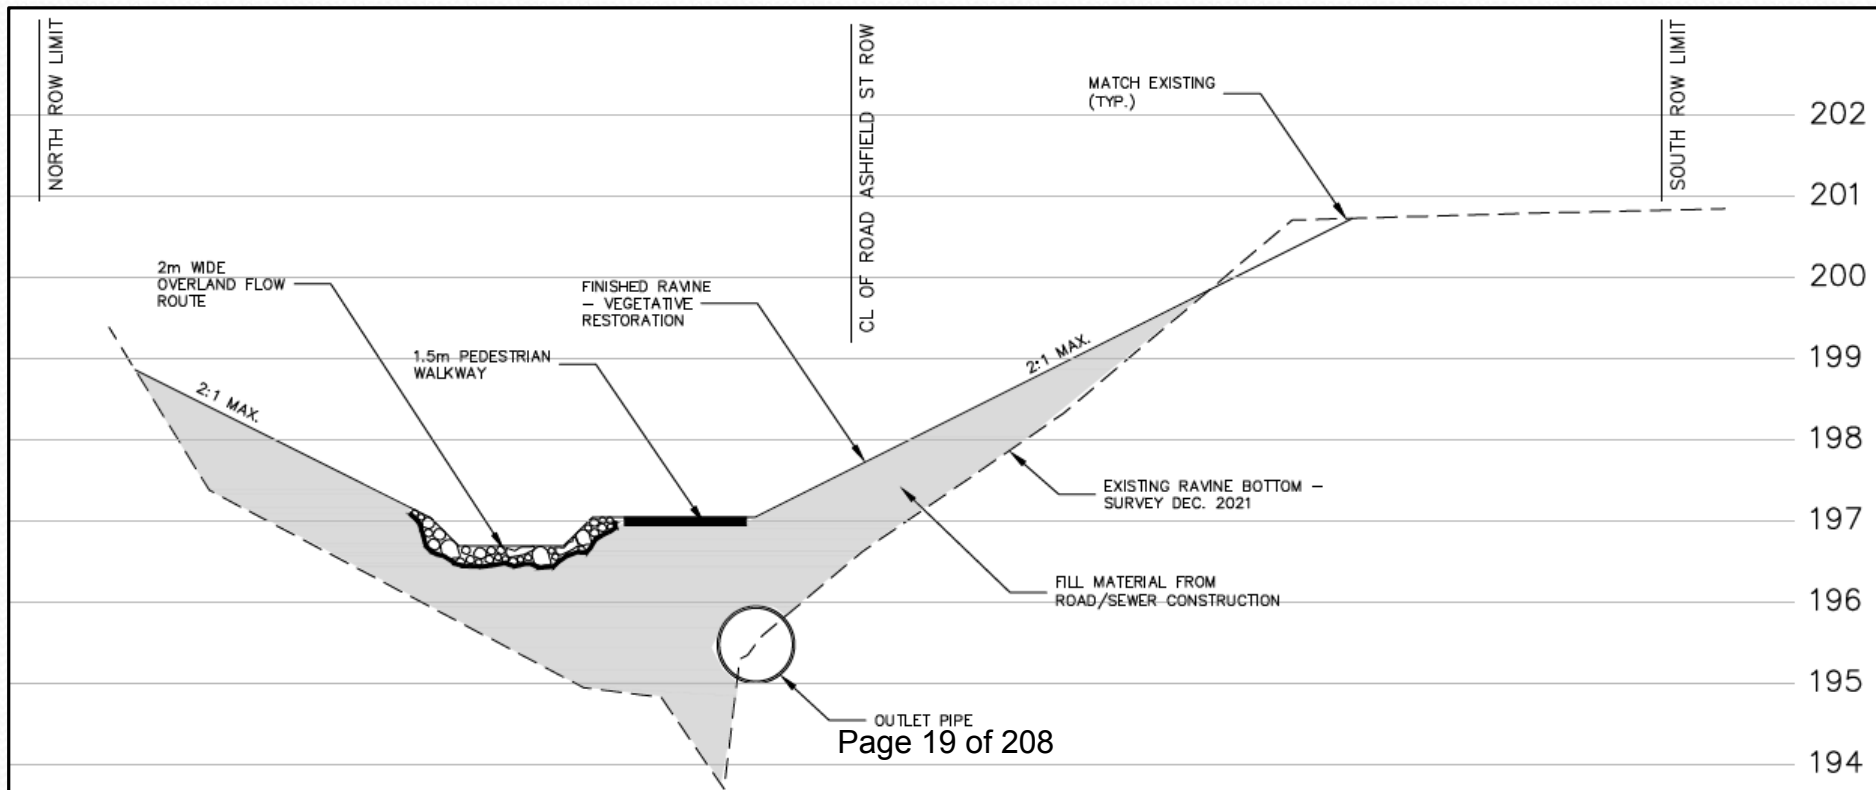 NORTH ROW LIMIT
CL OF ROAD ASHFIELD ST ROW
SOUTH ROW LIMIT
MATCH EXISTING
(TYP.)
202
201
2m WIDE
OVERLAND FLOW
ROUTE
FINISHED RAVINE
– VEGETATIVE
RESTORATION
200
1.5m PEDESTRIAN
WALKWAY
2:1 MAX.
199
2:1 MAX.
198
EXISTING RAVINE BOTTOM –
SURVEY DEC. 2021
197
FILL MATERIAL FROM
ROAD/SEWER CONSTRUCTION
196
195
OUTLET PIPE
Page 19 of 208
194